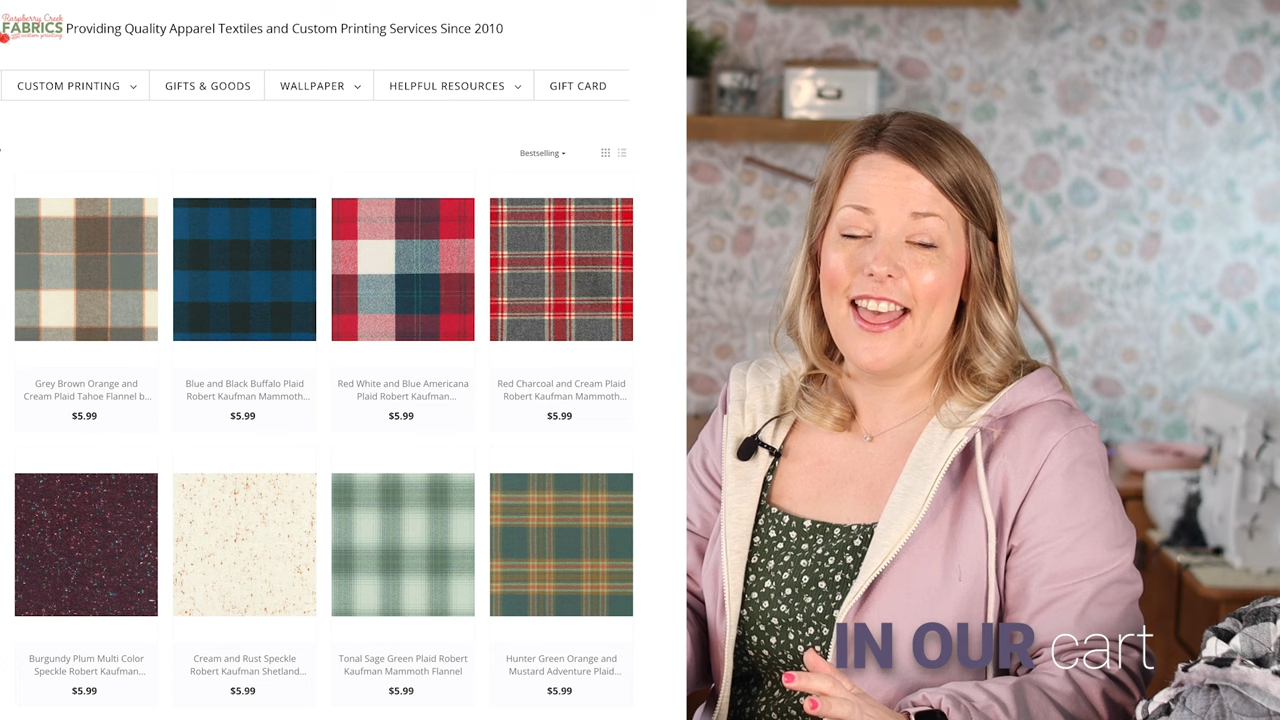 Raspberry Creek
FABRICS
Providing Quality Apparel Textiles and Custom Printing Services Since 2010
CUSTOM PRINTING
GIFTS & GOODS
WALLPAPER
HELPFUL RESOURCES
GIFT CARD
Bestselling
Grey Brown Orange and
Cream Plaid Tahoe Flannel b...
$5.99
Blue and Black Buffalo Plaid
Robert Kaufman Mammoth...
$5.99
Red White and Blue Americana
Plaid Robert Kaufman...
$5.99
Red Charcoal and Cream Plaid
Robert Kaufman Mammoth...
$5.99
Burgundy Plum Multi Color
Speckle Robert Kaufman...
$5.99
Cream and Rust Speckle
Robert Kaufman Shetland...
$5.99
Tonal Sage Green Plaid Robert
Kaufman Mammoth Flannel
$5.99
Hunter Green Orange and
Mustard Adventure Plaid...
$5.99
IN OUR cart